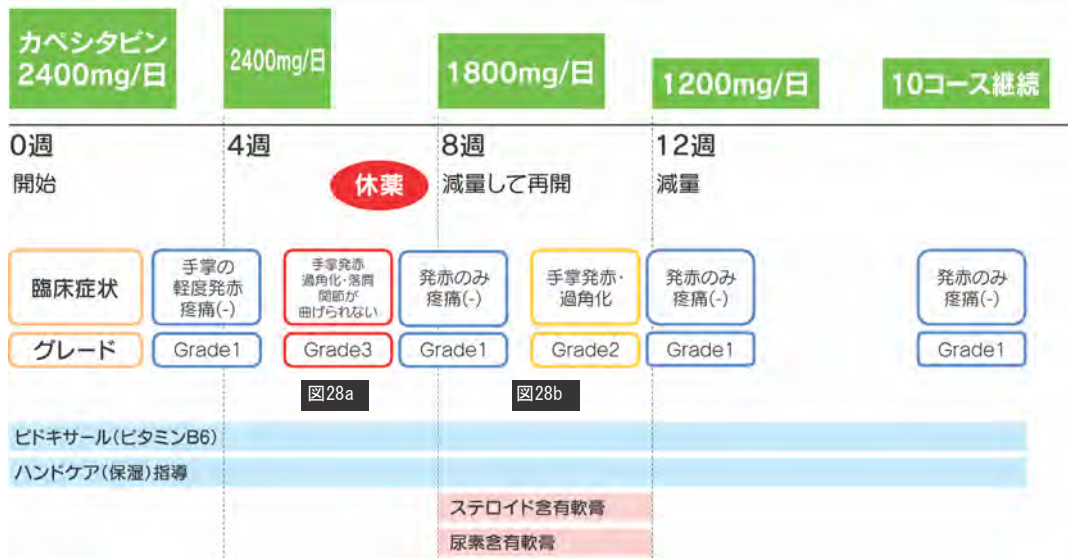 カペシタビン
2400mg/日
2400mg/日
1800mg/日
1200mg/日
10コース継続
0週
4週
8週
12週
開始
休薬
減量して再開
減量
臨床症状
手掌の
軽度発赤
疼痛(-)
手掌発赤
過角化・落屑
関節が
曲げられない
発赤のみ
疼痛(-)
手掌発赤・
過角化
発赤のみ
疼痛(-)
発赤のみ
疼痛(-)
グレード
Grade1
Grade3
Grade1
Grade2
Grade1
Grade1
図28a
図28b
ピドキサール(ビタミンB6)
ハンドケア(保湿)指導
ステロイド含有軟膏
尿素含有軟膏